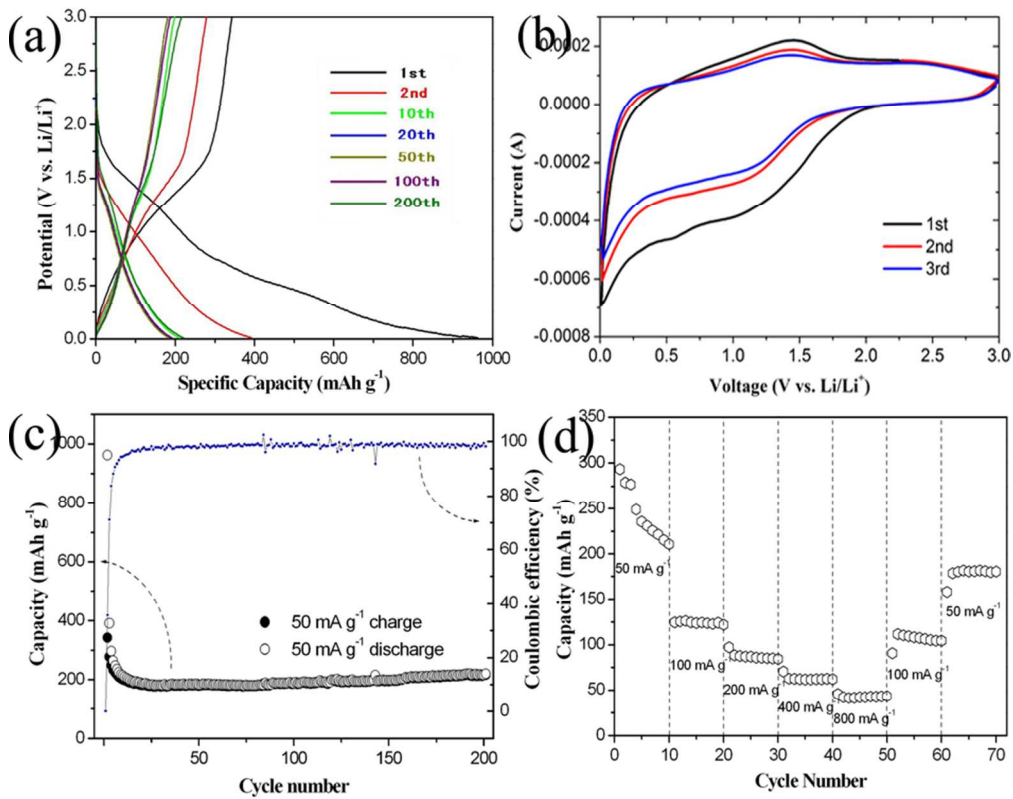 (a)
3.0
2.5
2.0
1.5
1.0
0.5
0.0
Potential (V vs. Li/Li⁺)
1st
2nd
10th
20th
50th
100th
200th
0 200 400 600 800 1000
Specific Capacity (mAh g⁻¹)
(b)
0.0002
0.0000
-0.0002
-0.0004
-0.0006
-0.0008
Current (A)
1st
2nd
3rd
0.0 0.5 1.0 1.5 2.0 2.5 3.0
Voltage (V vs. Li/Li⁺)
(c)
1000
800
600
400
200
0
Capacity (mAh g⁻¹)
50 mA g⁻¹ charge
50 mA g⁻¹ discharge
100
80
60
40
20
0
Coulombic efficiency (%)
0 50 100 150 200
Cycle number
(d)
350
300
250
200
150
100
50
0
Capacity (mAh g⁻¹)
50 mA g⁻¹
100 mA g⁻¹
200 mA g⁻¹
400 mA g⁻¹
800 mA g⁻¹
100 mA g⁻¹
50 mA g⁻¹
0 10 20 30 40 50 60 70
Cycle Number